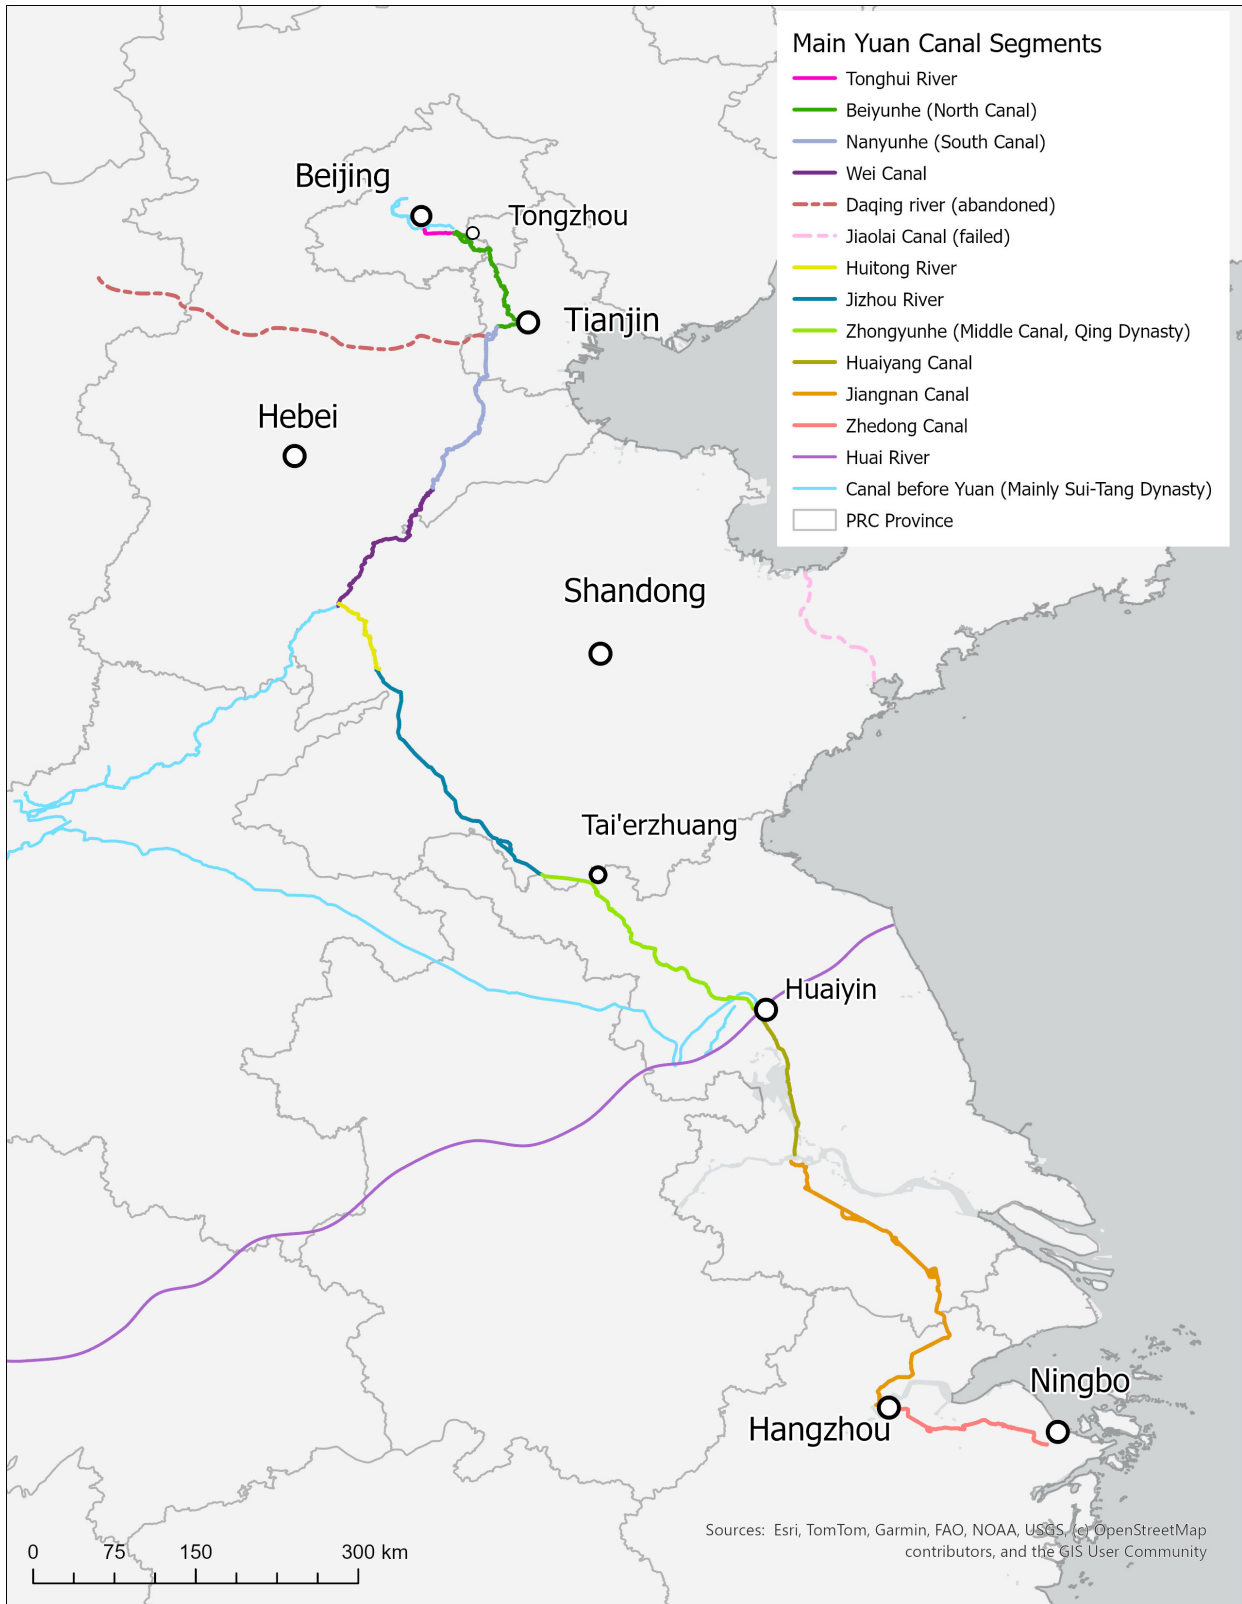 Main Yuan Canal Segments
Tonghui River
Beiyunhe (North Canal)
Nanyunhe (South Canal)
Wei Canal
Daqing river (abandoned)
Jiaolai Canal (failed)
Huitong River
Jizhou River
Zhongyunhe (Middle Canal, Qing Dynasty)
Huaiyang Canal
Jiangnan Canal
Zhedong Canal
Huai River
Canal before Yuan (Mainly Sui-Tang Dynasty)
PRC Province
Beijing
Tongzhou
Tianjin
Hebei
Shandong
Tai'erzhuang
Huaiyin
Ningbo
Hangzhou
Sources: Esri, TomTom, Garmin, FAO, NOAA, USGS, (c) OpenStreetMap
contributors, and the GIS User Community
0 75 150 300 km